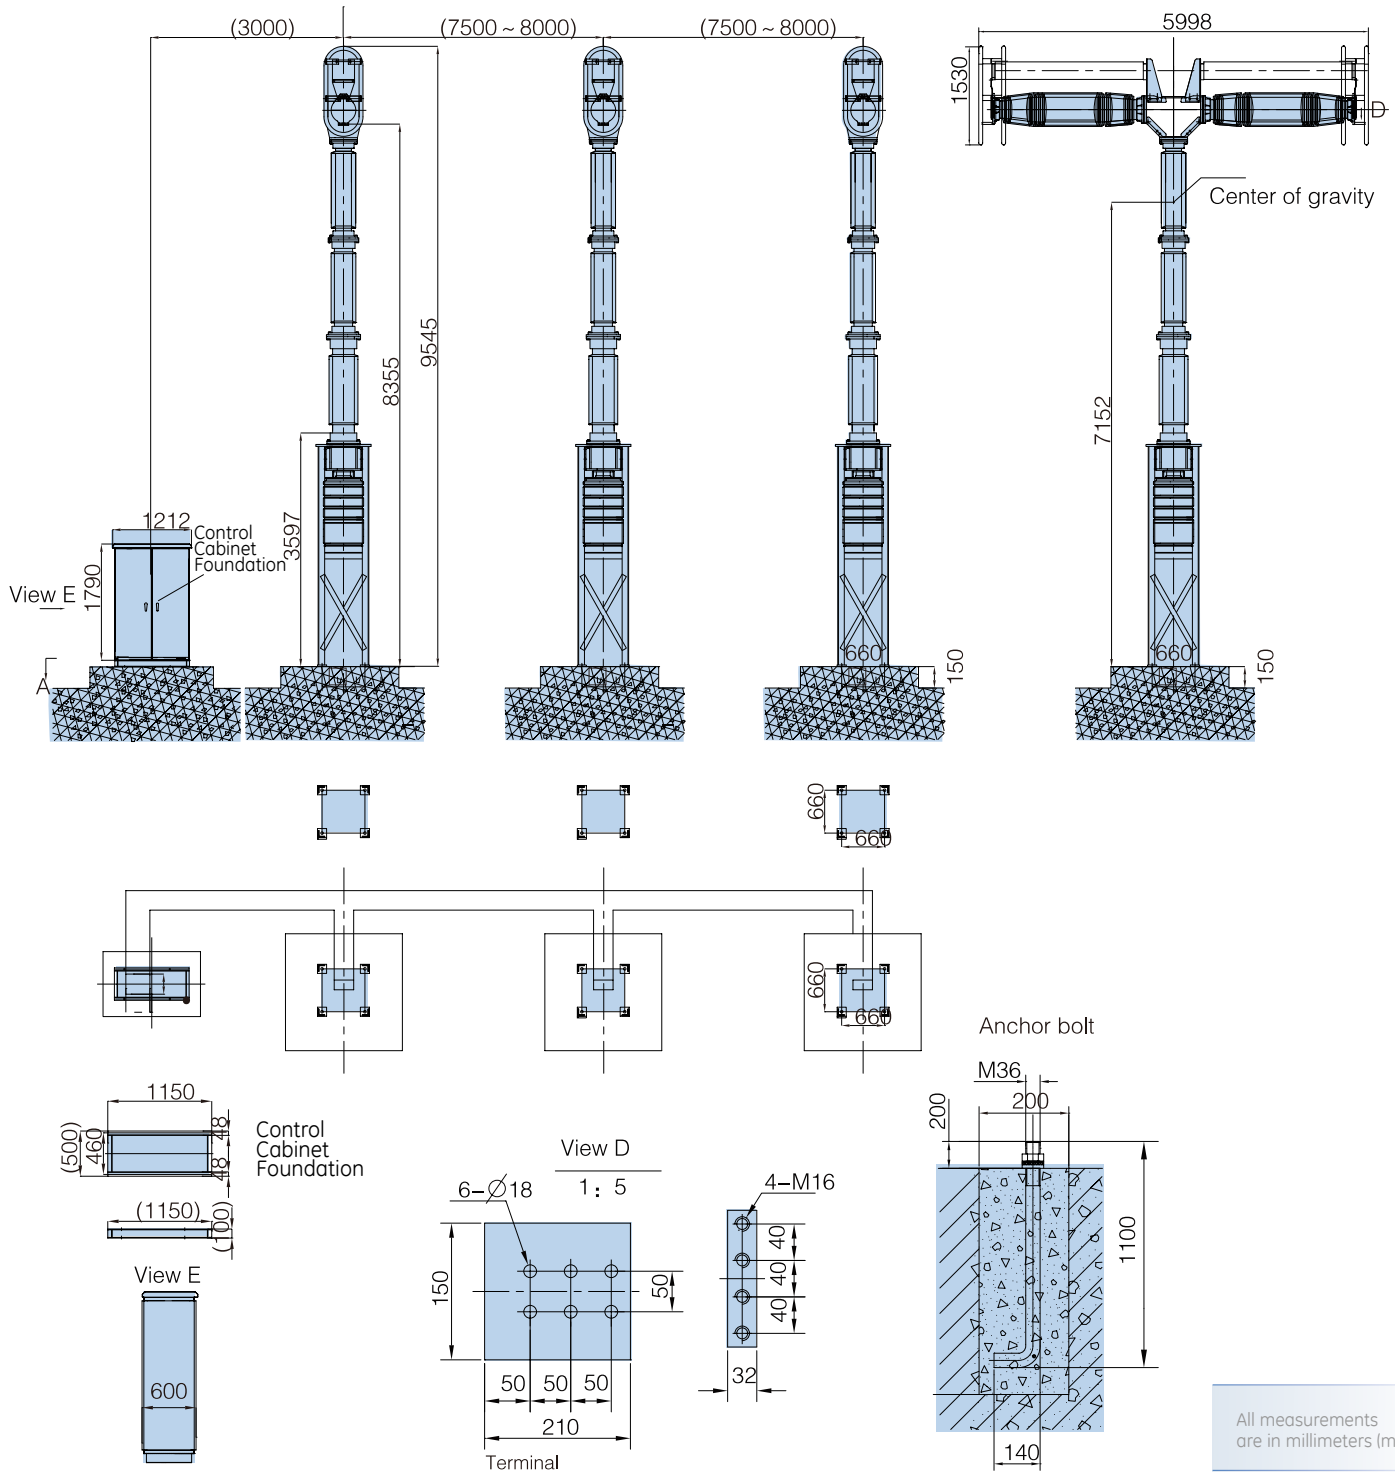 (3000)
(7500 ~ 8000)
(7500 ~ 8000)
5998
1530
D
Center of gravity
8355
9545
7152
3597
1212
Control
Cabinet
Foundation
1790
View E
A
660
150
660
150
660
660
660
660
Anchor bolt
M36
200
200
1100
140
1150
(500)
460
48
48
Control
Cabinet
Foundation
(1150)
(100)
View E
600
View D
1: 5
6-∅18
150
50
50
50
50
210
Terminal
4-M16
40
40
40
32
All measurements
are in millimeters (m